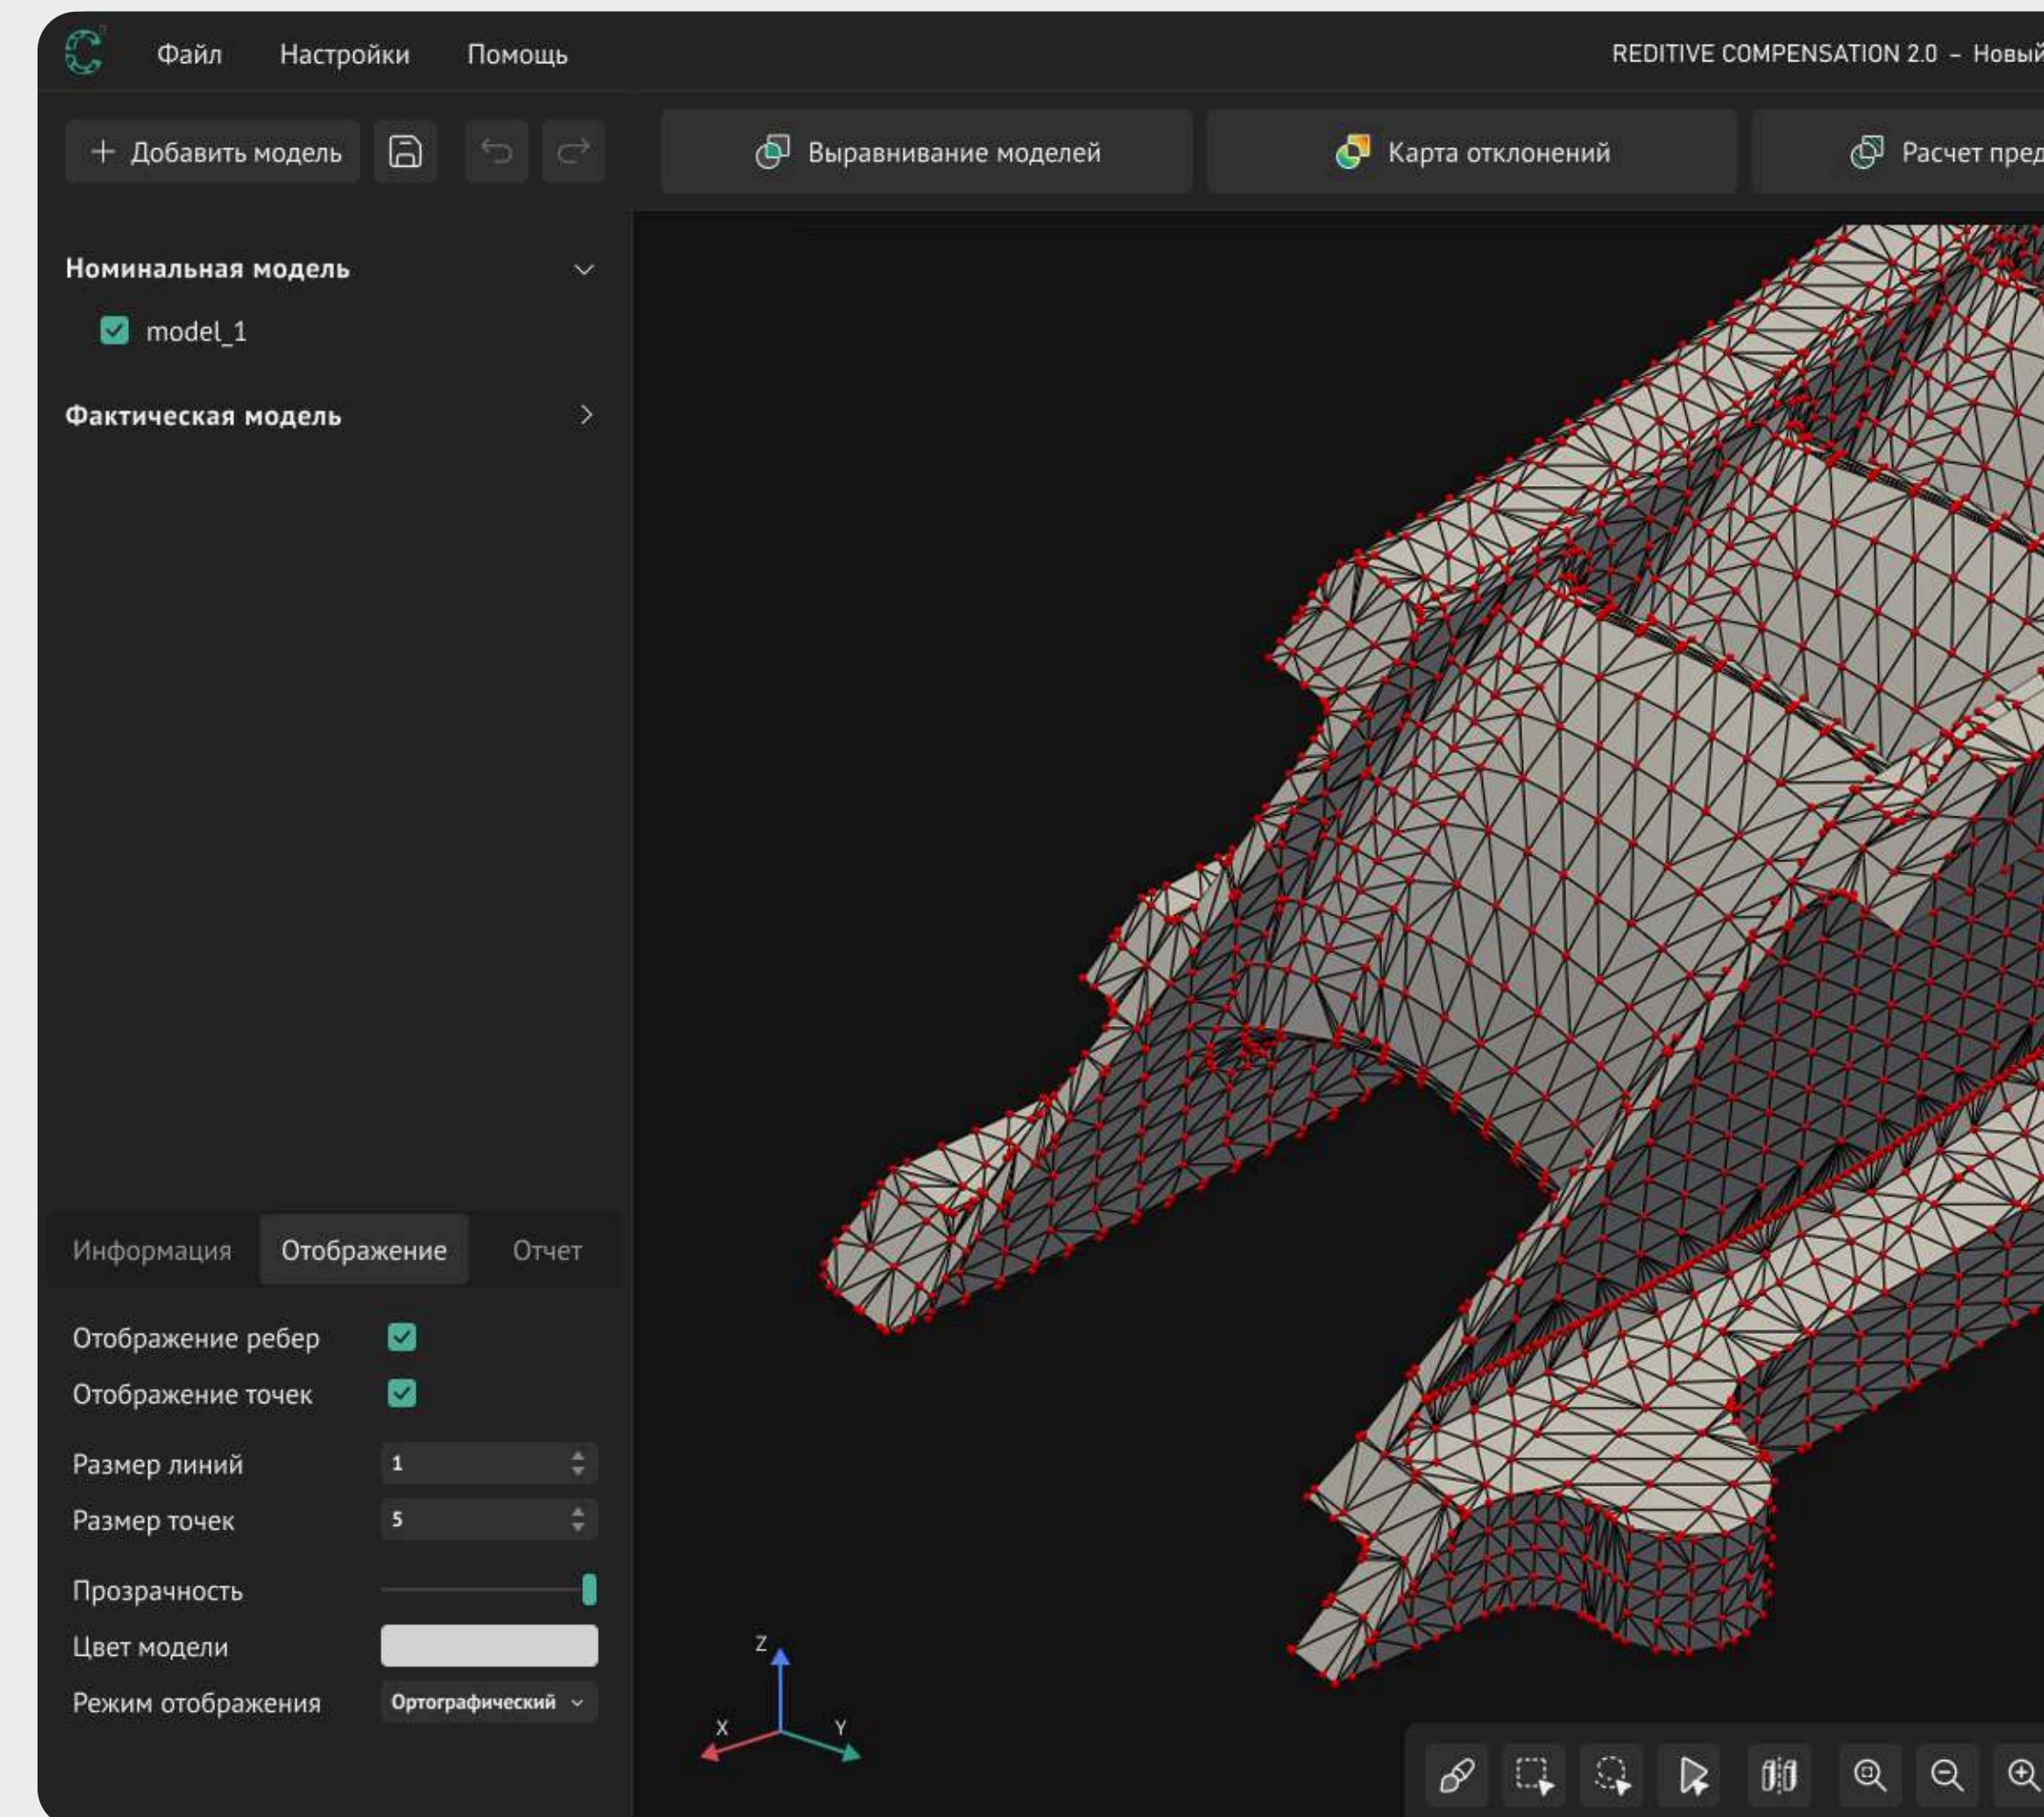 Файл Настройки Помощь REDITIVE COMPENSATION 2.0 – Новый
+ Добавить модель Выравнивание моделей Карта отклонений Расчет пред
Номинальная модель
model_1
Фактическая модель
Информация Отображение Отчет
Отображение ребер
Отображение точек
Размер линий 1
Размер точек 5
Прозрачность
Цвет модели
Режим отображения Ортографический
Z
X Y